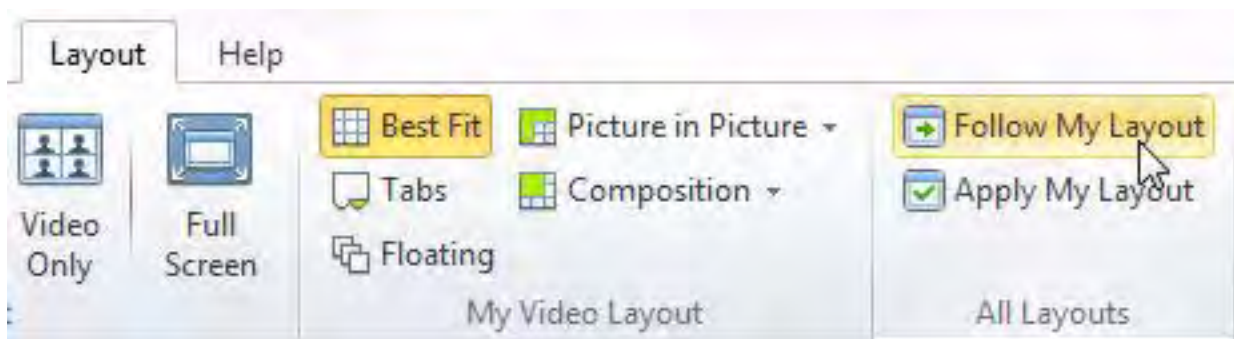 Layout Help
Video Only
Full Screen
Best Fit
Tabs
Floating
Picture in Picture
Composition
My Video Layout
Follow My Layout
Apply My Layout
All Layouts